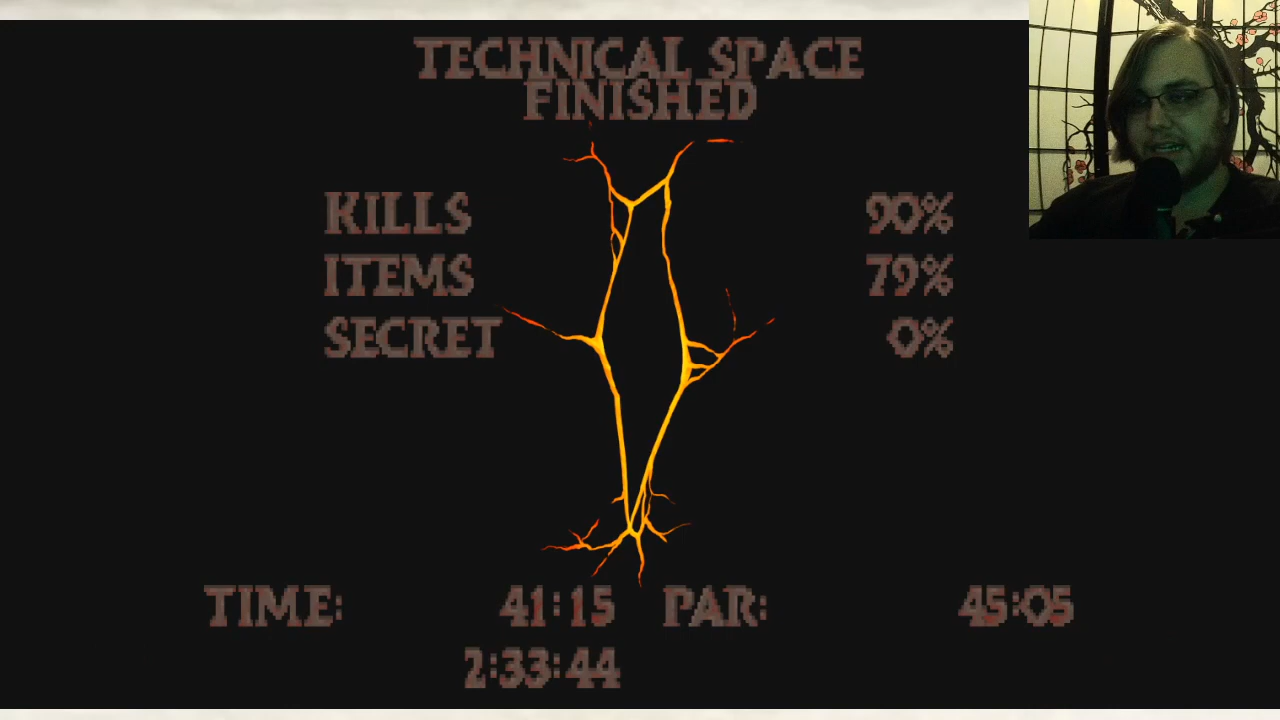 TECHNICAL SPACE
FINISHED
KILLS 90%
ITEMS 79%
SECRET 0%
TIME: 41:15 PAR: 45:05
2:33:44